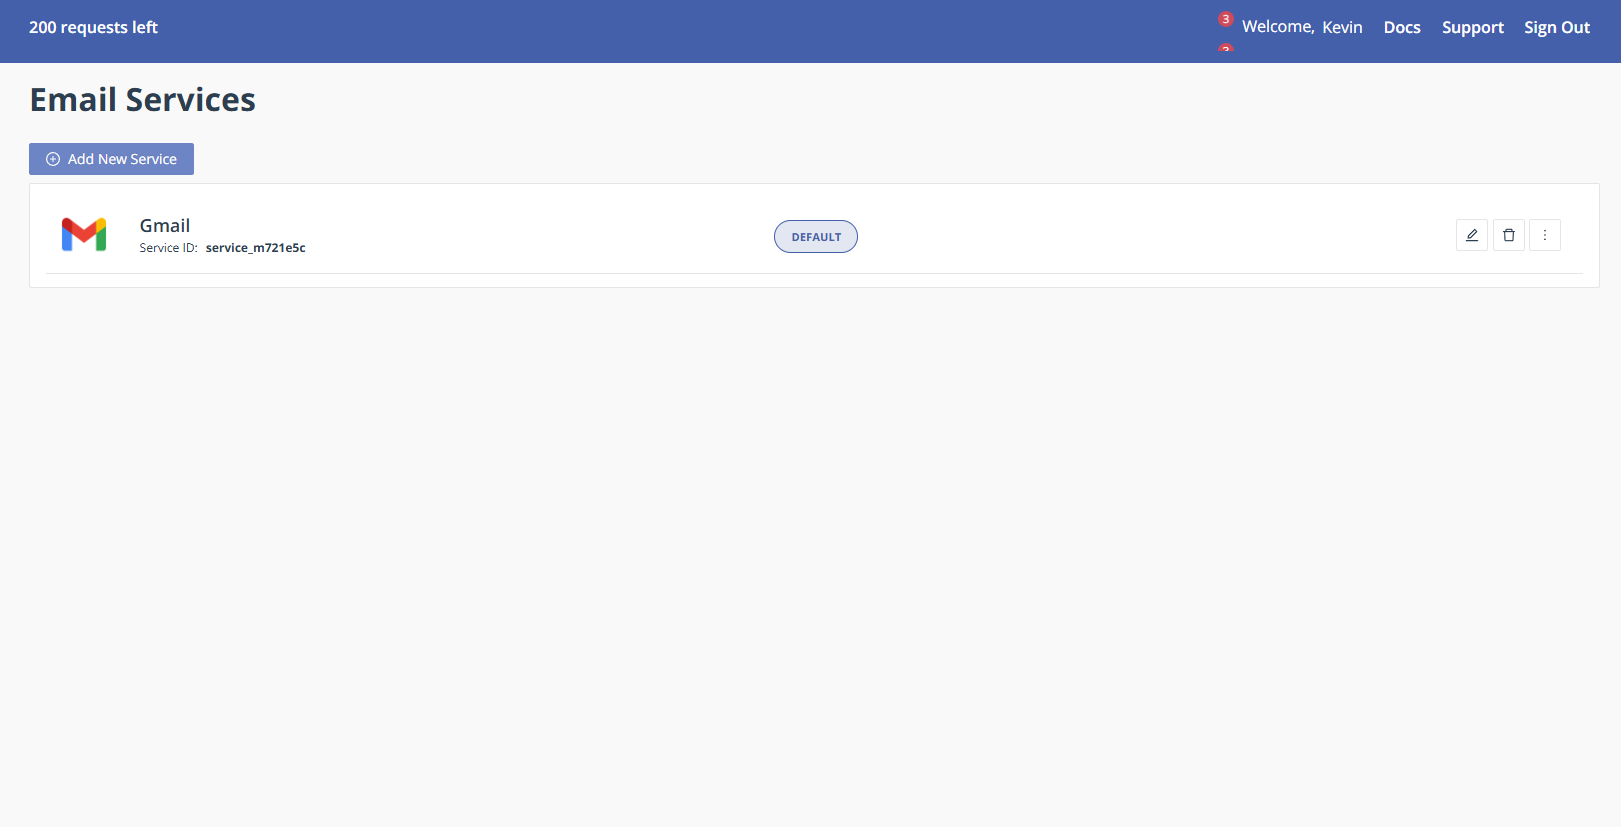 200 requests left
3
Welcome, Kevin
Docs
Support
Sign Out
Email Services
Add New Service
Gmail
Service ID: service_m721e5c
DEFAULT